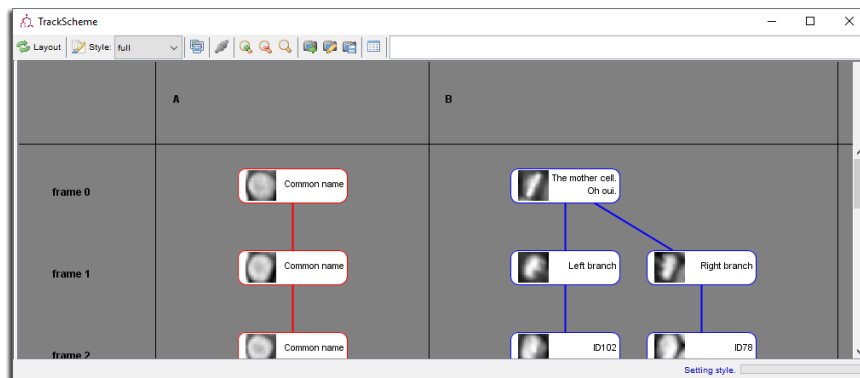 TrackScheme
Layout Style: full
A B
frame 0 Common name The mother cell.
Oh oui.
frame 1 Common name Left branch Right branch
frame 2 Common name ID102 ID78
Setting style.